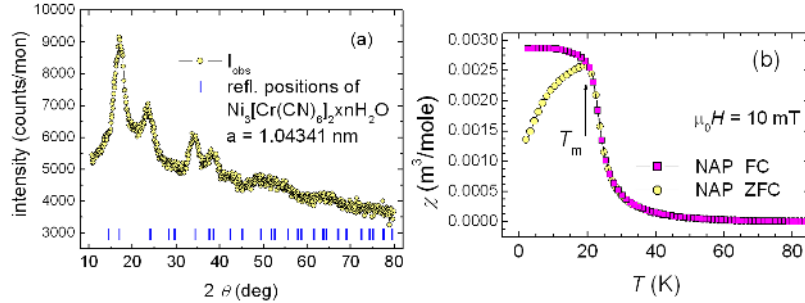 (a)
I_obs
refl. positions of
Ni3[Cr(CN)6]2xnH2O
a = 1.04341 nm
intensity (counts/mon)
10000
9000
8000
7000
6000
5000
4000
3000
10 20 30 40 50 60 70 80
2 θ (deg)
(b)
μ0H = 10 mT
Tm
NAP FC
NAP ZFC
χ (m³/mole)
0.0030
0.0025
0.0020
0.0015
0.0010
0.0005
0.0000
0 20 40 60 80
T (K)